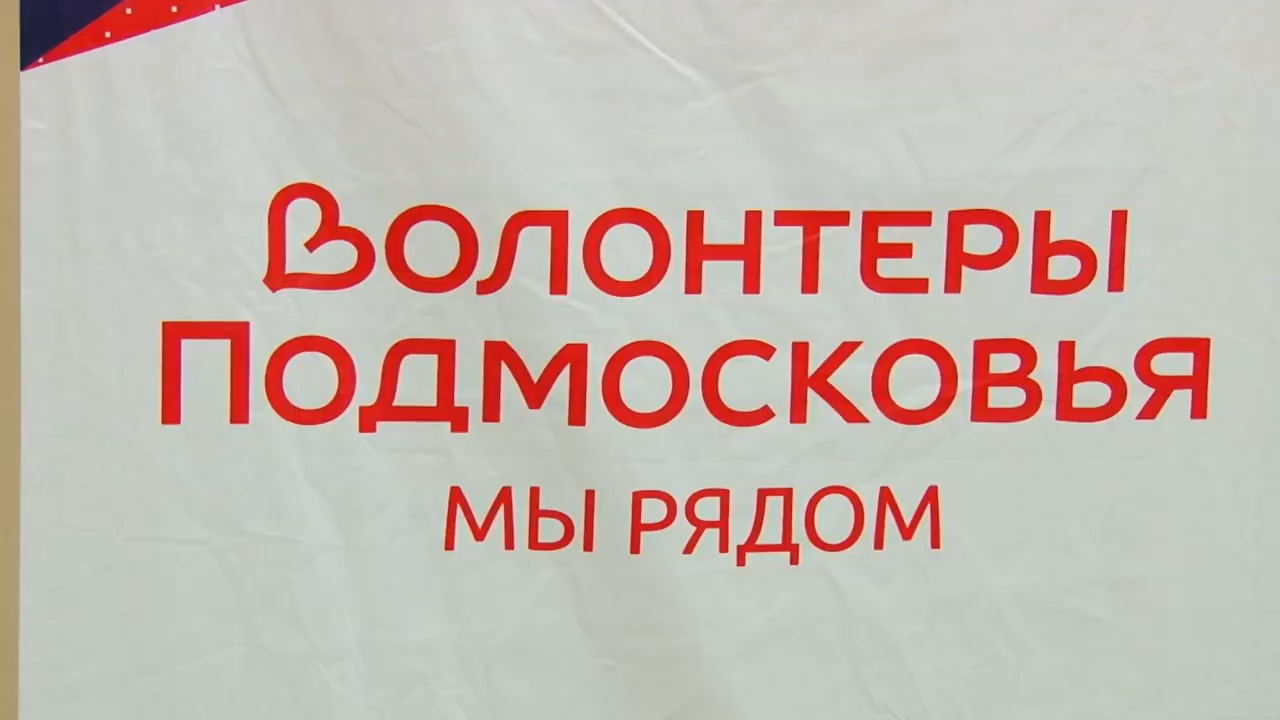 Волонтеры
Подмосковья
мы рядом